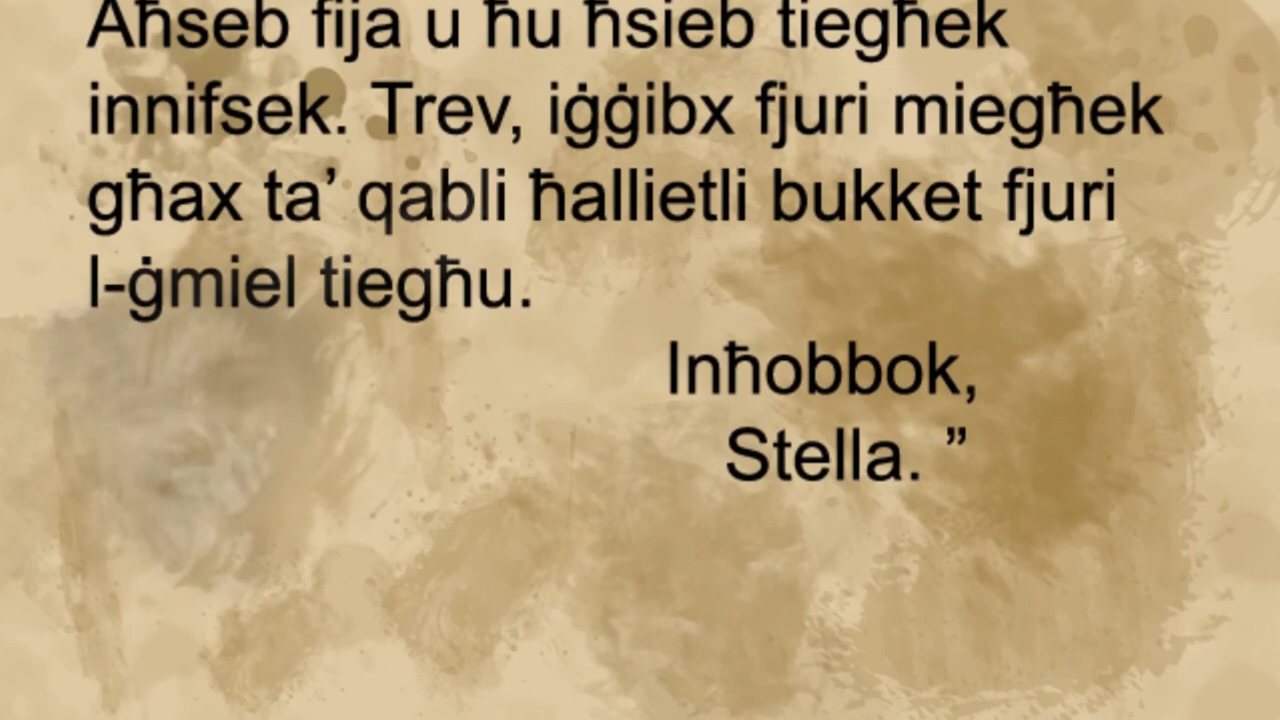 Aħseb fija u ħu ħsieb tiegħek
innifsek. Trev, iġġibx fjuri miegħek
għax ta’ qabli ħallietli bukket fjuri
l-ġmiel tiegħu.
Inħobbok,
Stella. ”